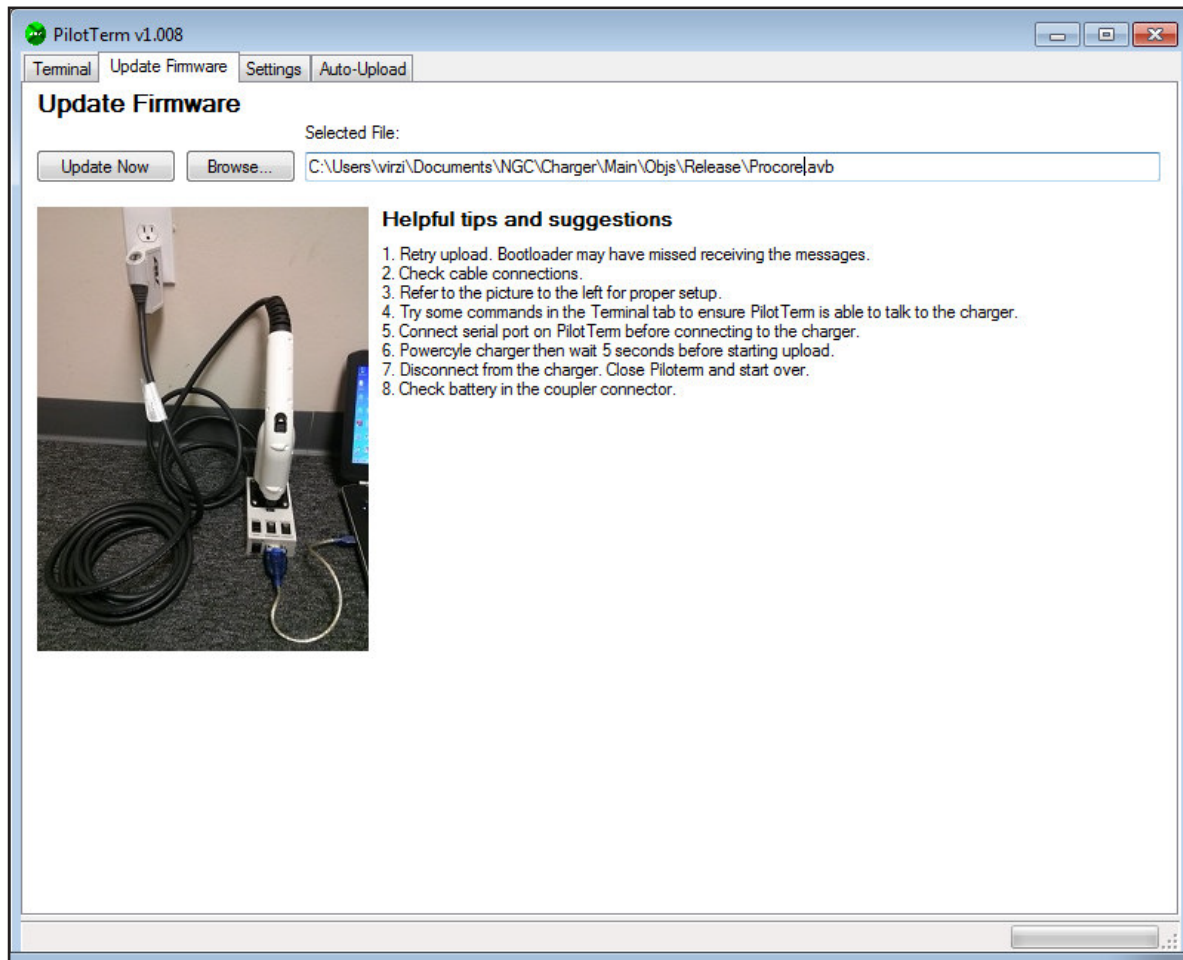 PilotTerm v1.008
Terminal Update Firmware Settings Auto-Upload
Update Firmware
Selected File:
Update Now Browse... C:\Users\virzi\Documents\NGC\Charger\Main\Objs\Release\Procore.avb
Helpful tips and suggestions
1. Retry upload. Bootloader may have missed receiving the messages.
2. Check cable connections.
3. Refer to the picture to the left for proper setup.
4. Try some commands in the Terminal tab to ensure PilotTerm is able to talk to the charger.
5. Connect serial port on PilotTerm before connecting to the charger.
6. Powercyle charger then wait 5 seconds before starting upload.
7. Disconnect from the charger. Close Piloterm and start over.
8. Check battery in the coupler connector.